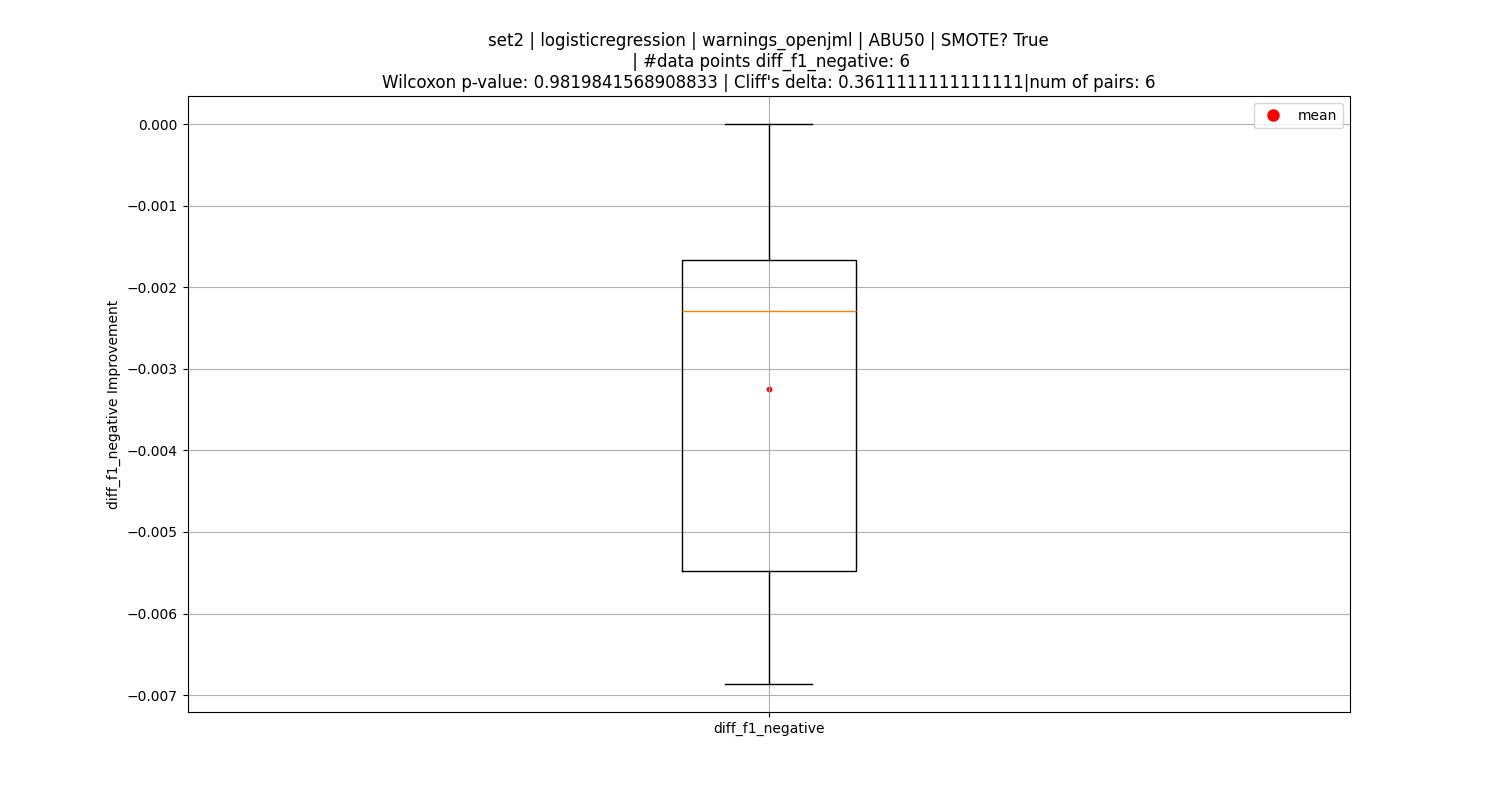 set2 | logisticregression | warnings_openjml | ABU50 | SMOTE? True
| #data points diff_f1_negative: 6
Wilcoxon p-value: 0.9819841568908833 | Cliff's delta: 0.3611111111111111|num of pairs: 6
mean
0.000
−0.001
−0.002
−0.003
−0.004
−0.005
−0.006
−0.007
diff_f1_negative Improvement
diff_f1_negative